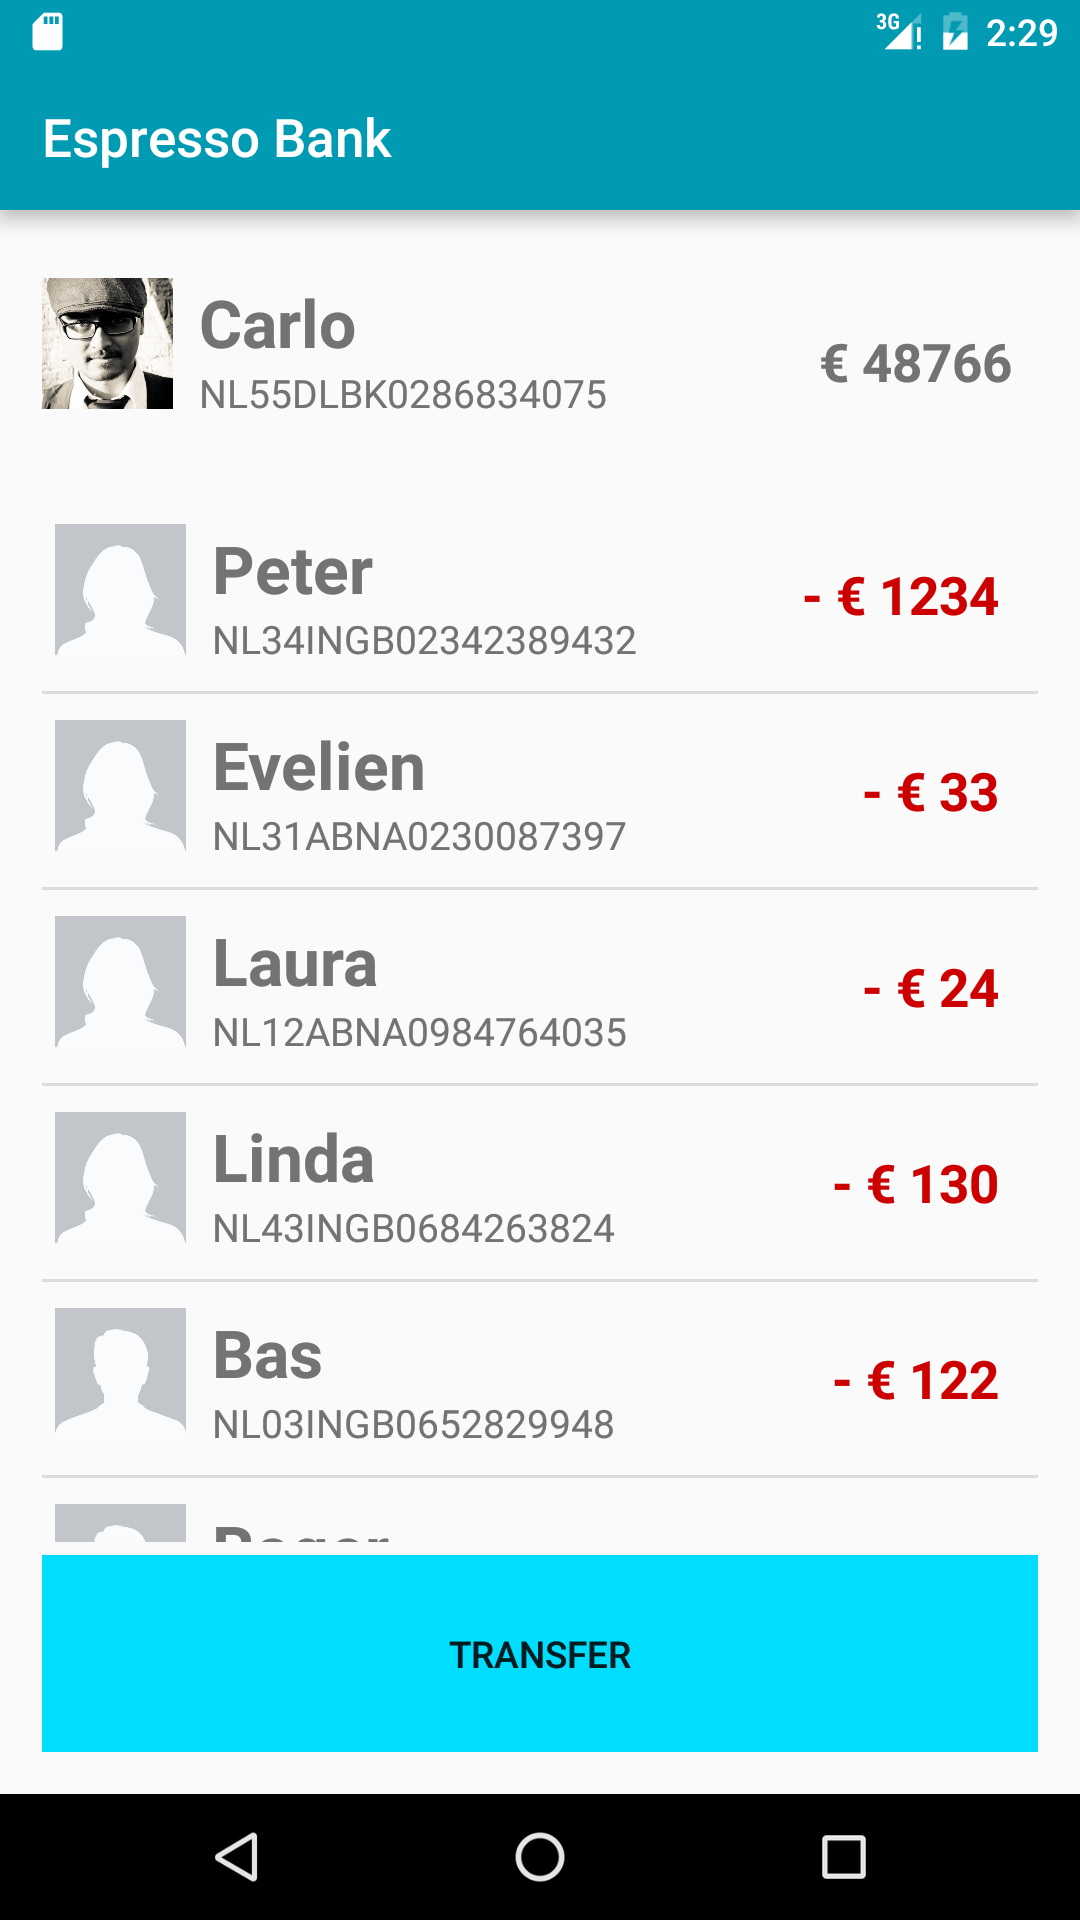 3G 2:29
Espresso Bank
Carlo
€ 48766
NL55DLBK0286834075
Peter
- € 1234
NL34INGB02342389432
Evelien
- € 33
NL31ABNA0230087397
Laura
- € 24
NL12ABNA0984764035
Linda
- € 130
NL43INGB0684263824
Bas
- € 122
NL03INGB0652829948
TRANSFER